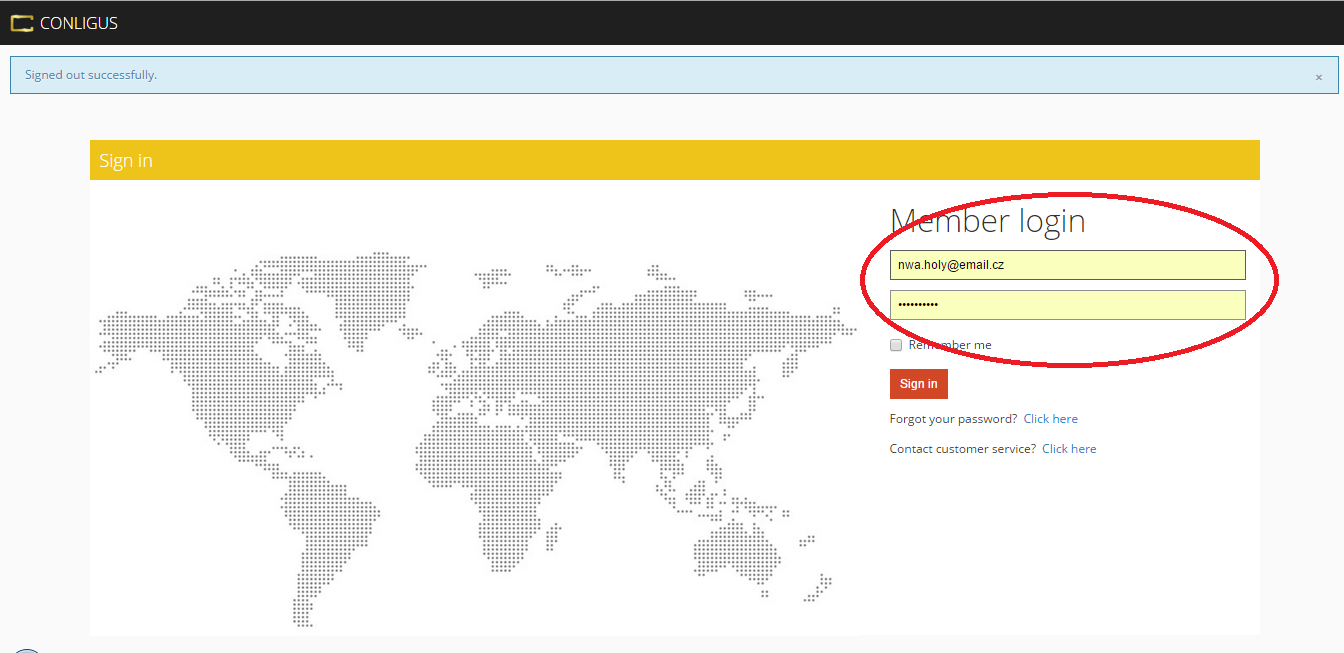 CONLIGUS
Signed out successfully.
×
Sign in
Member login
nwa.holy@email.cz
••••••••••
Remember me
Sign in
Forgot your password? Click here
Contact customer service? Click here